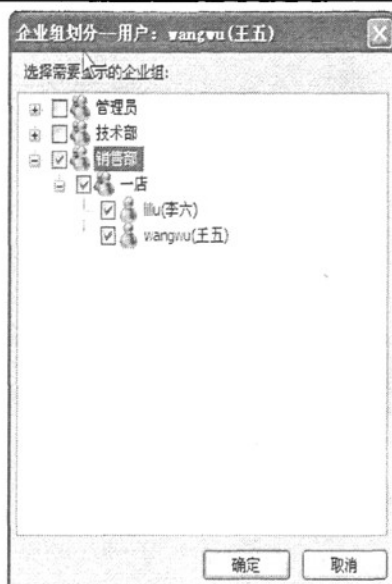 企业组划分--用户: wangwu(王五)
选择需要显示的企业组:
管理员
技术部
销售部
一店
liliu(李六)
wangwu(王五)
确定
取消